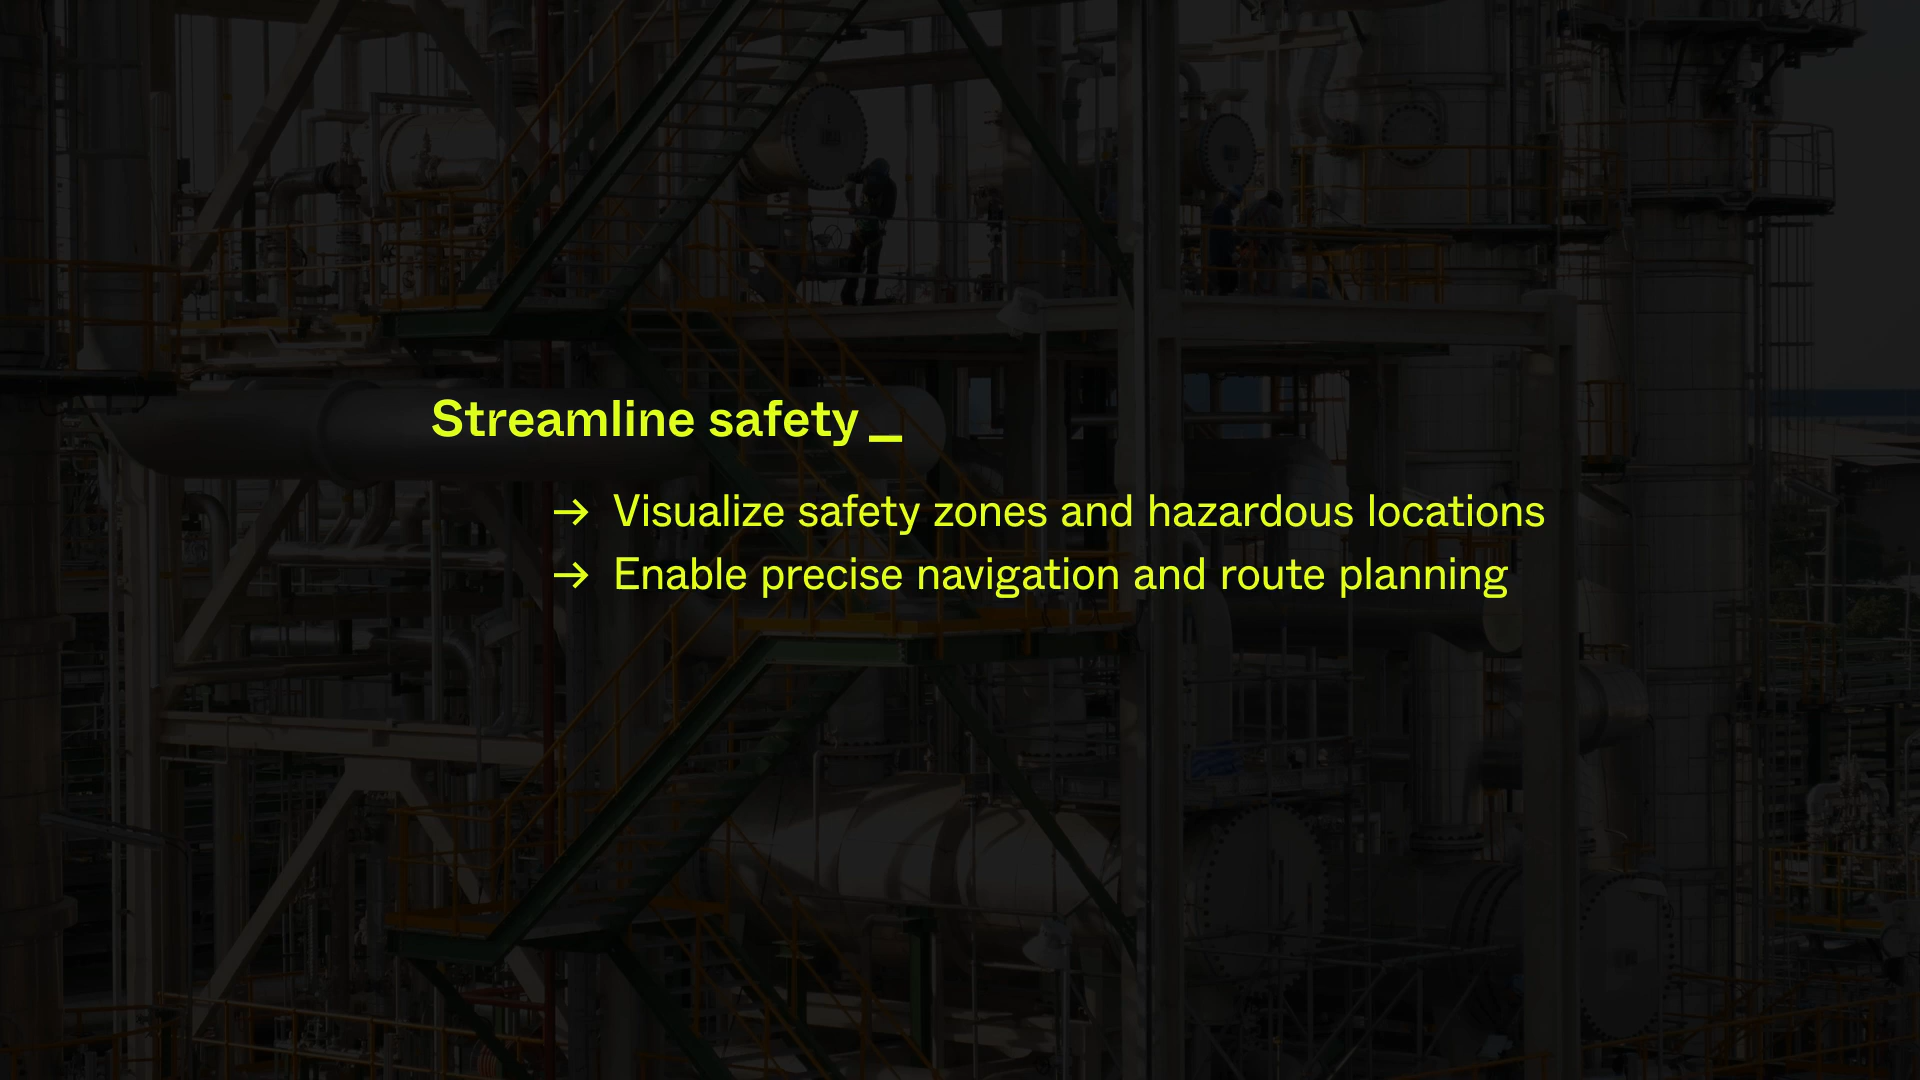 Streamline safety _
→ Visualize safety zones and hazardous locations
→ Enable precise navigation and route planning